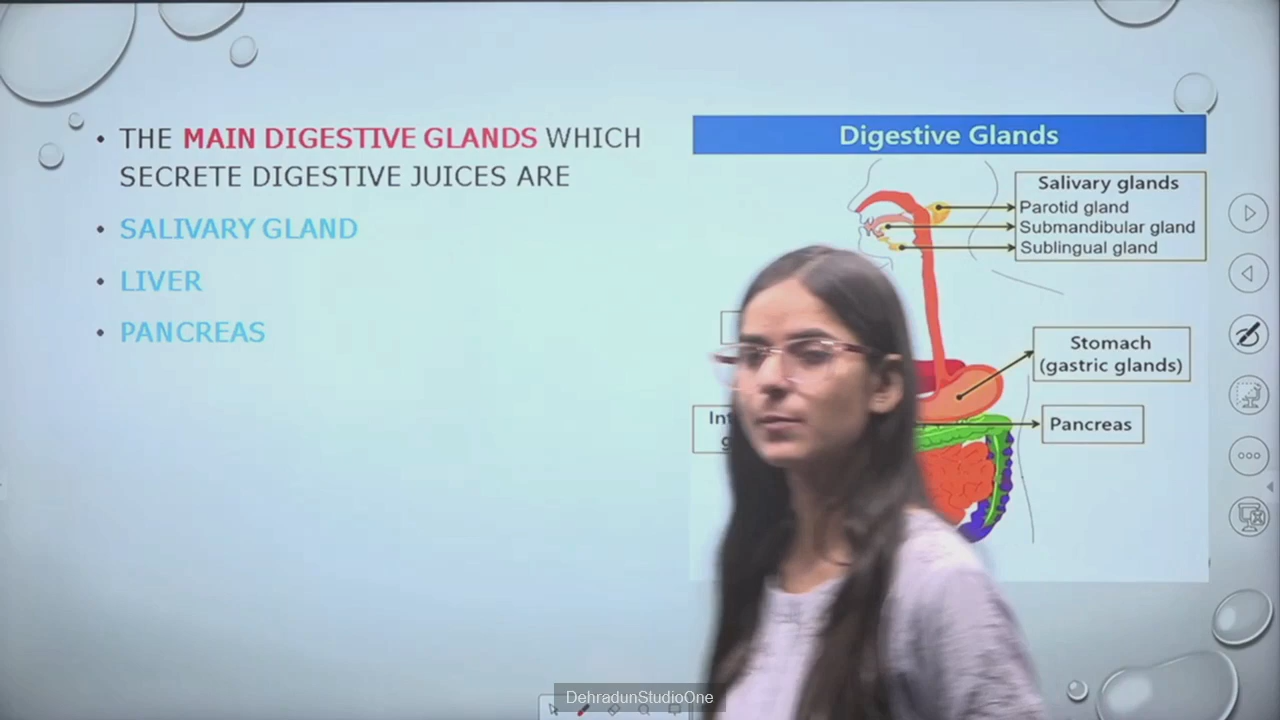 THE MAIN DIGESTIVE GLANDS WHICH
SECRETE DIGESTIVE JUICES ARE
SALIVARY GLAND
LIVER
PANCREAS
Digestive Glands
Salivary glands
Parotid gland
Submandibular gland
Sublingual gland
Stomach
(gastric glands)
Pancreas
DehradunStudioOne